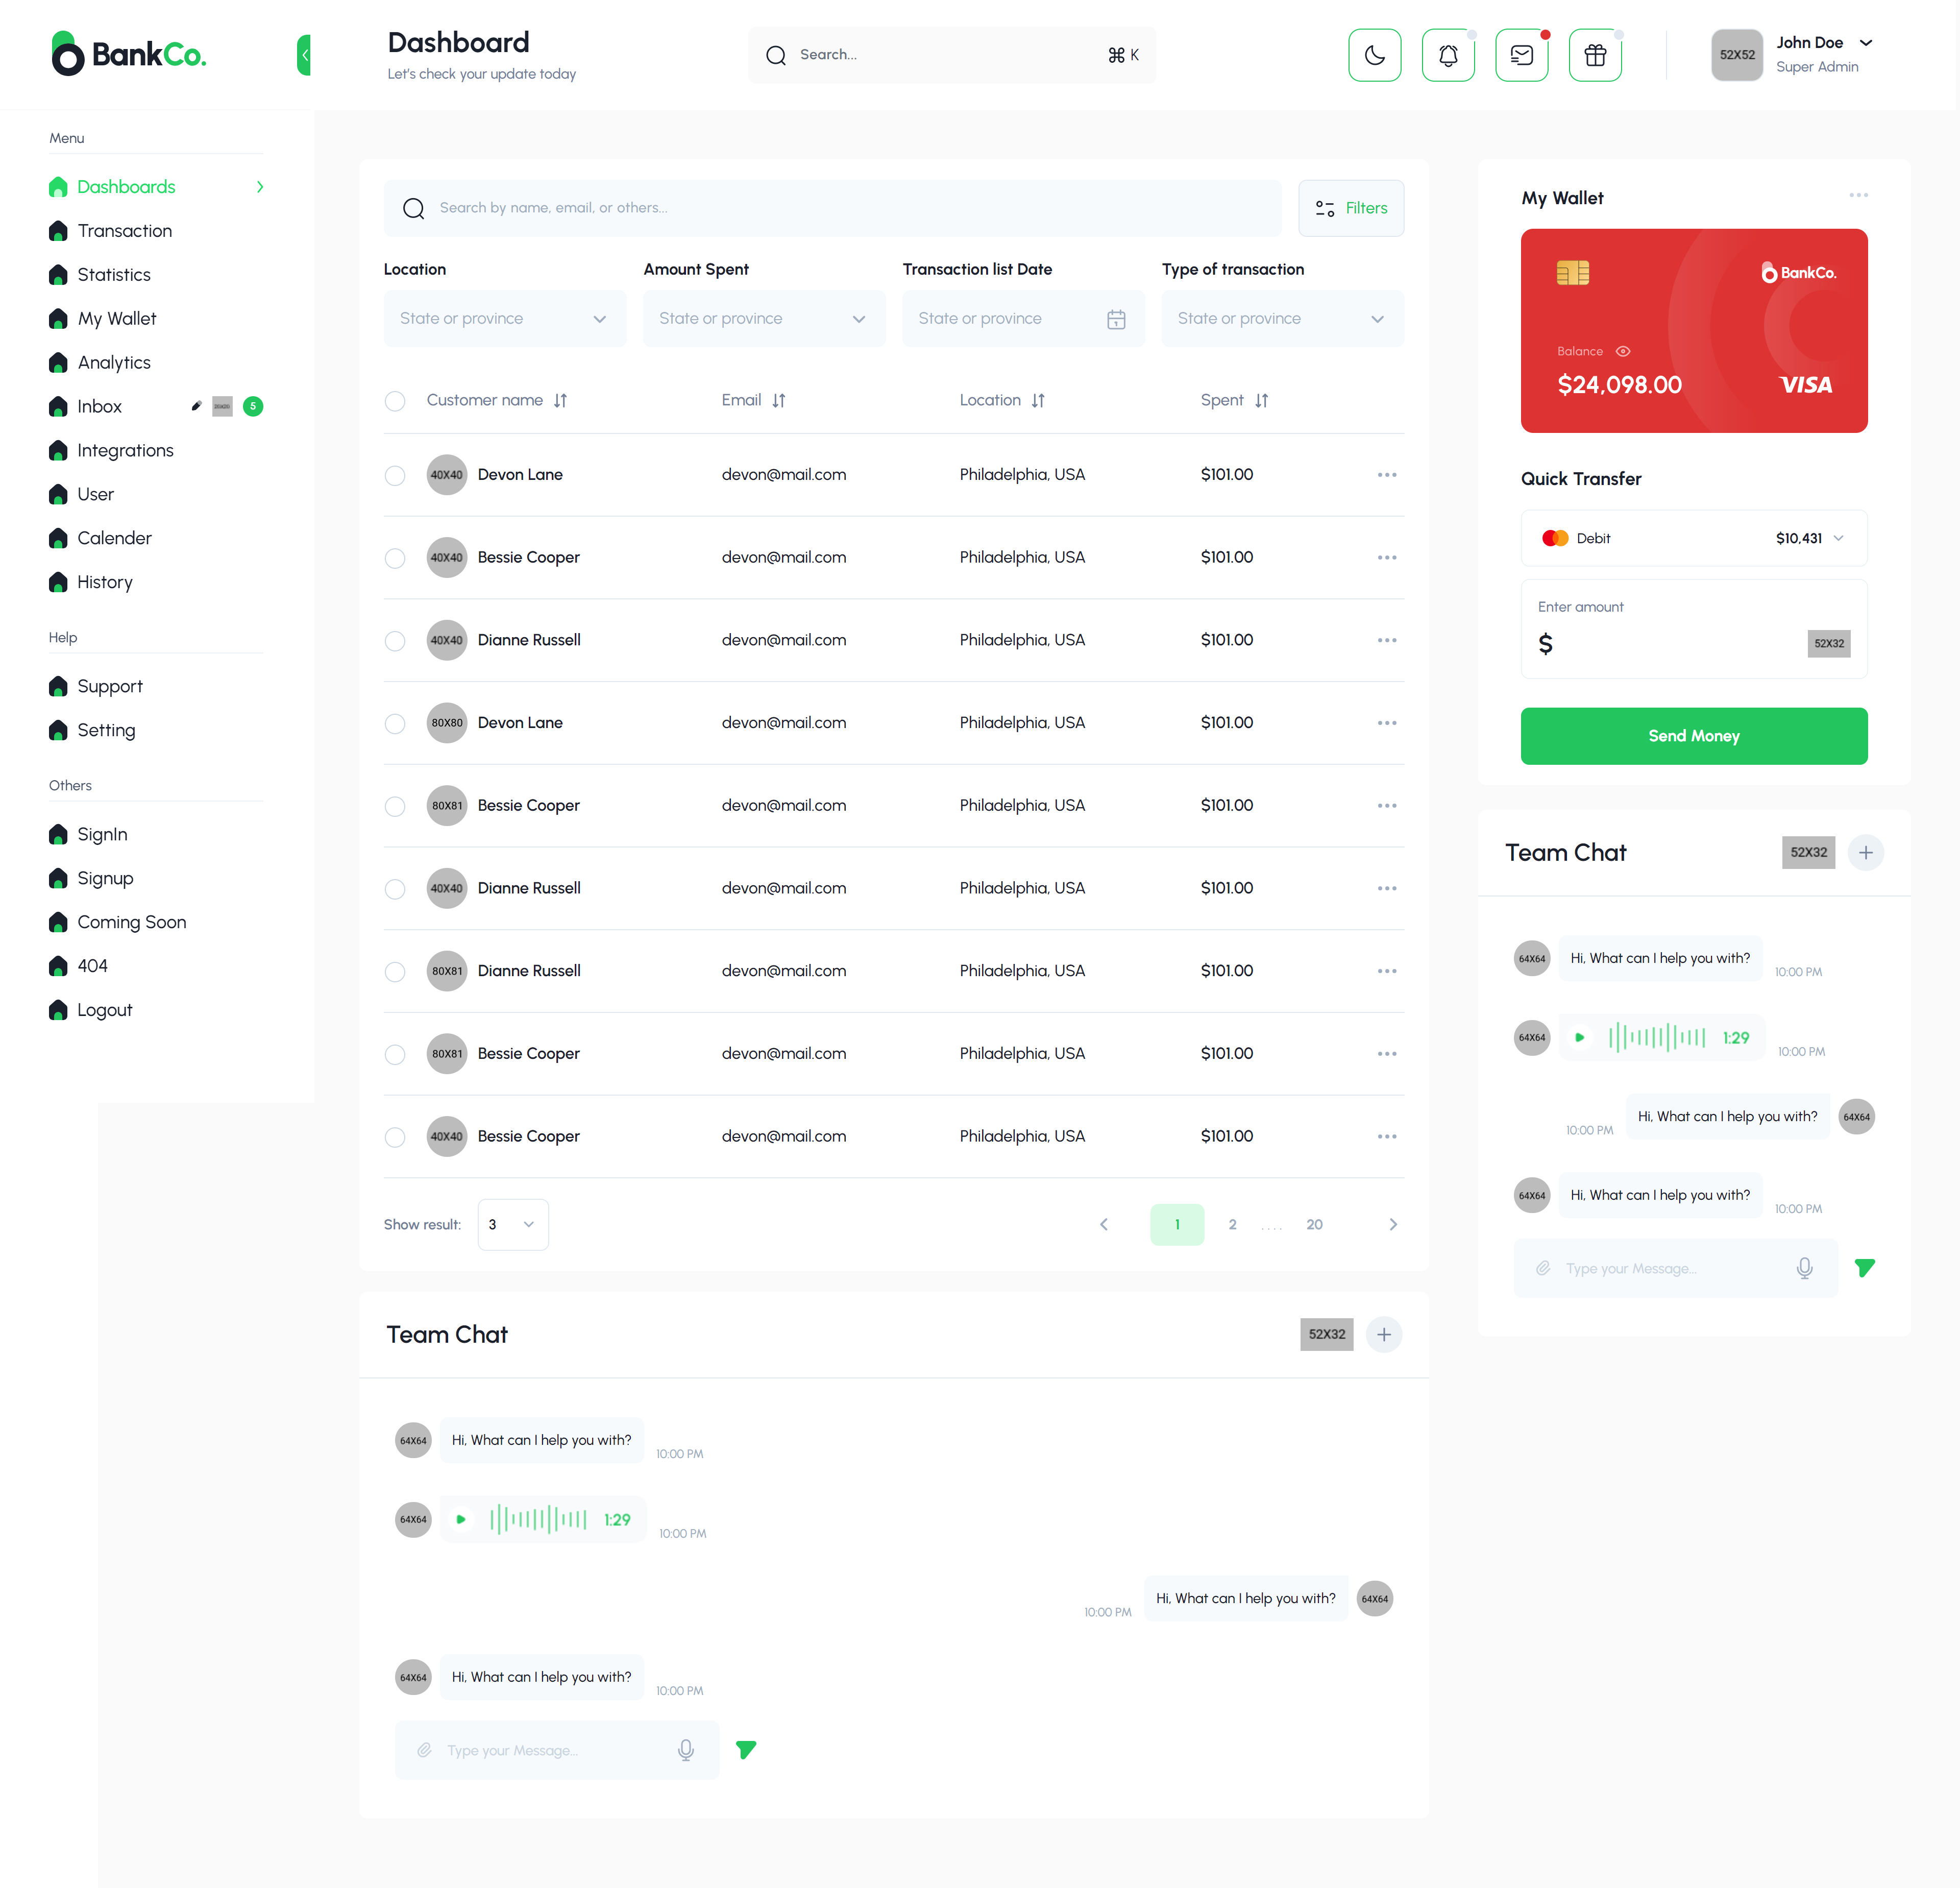 BankCo.
Dashboard
Let's check your update today
Search...
⌘ K
52X52
John Doe
Super Admin
Menu
Dashboards
Transaction
Statistics
My Wallet
Analytics
Inbox
5
Integrations
User
Calender
History
Help
Support
Setting
Others
SignIn
Signup
Coming Soon
404
Logout
Search by name, email, or others...
Filters
Location Amount Spent Transaction list Date Type of transaction
State or province State or province State or province State or province
Customer name Email Location Spent
40X40 Devon Lane devon@mail.com Philadelphia, USA $101.00
40X40 Bessie Cooper devon@mail.com Philadelphia, USA $101.00
40X40 Dianne Russell devon@mail.com Philadelphia, USA $101.00
80X80 Devon Lane devon@mail.com Philadelphia, USA $101.00
80X81 Bessie Cooper devon@mail.com Philadelphia, USA $101.00
40X40 Dianne Russell devon@mail.com Philadelphia, USA $101.00
80X81 Dianne Russell devon@mail.com Philadelphia, USA $101.00
80X81 Bessie Cooper devon@mail.com Philadelphia, USA $101.00
40X40 Bessie Cooper devon@mail.com Philadelphia, USA $101.00
Show result: 3
1 2 .... 20
Team Chat
52X32
64X64 Hi, What can I help you with? 10:00 PM
64X64 1:29 10:00 PM
10:00 PM Hi, What can I help you with? 64X64
64X64 Hi, What can I help you with? 10:00 PM
Type your Message...
My Wallet
BankCo.
Balance
$24,098.00
VISA
Quick Transfer
Debit $10,431
Enter amount
$
52X32
Send Money
Team Chat
52X32
64X64 Hi, What can I help you with? 10:00 PM
64X64 1:29 10:00 PM
10:00 PM Hi, What can I help you with? 64X64
64X64 Hi, What can I help you with? 10:00 PM
Type your Message...